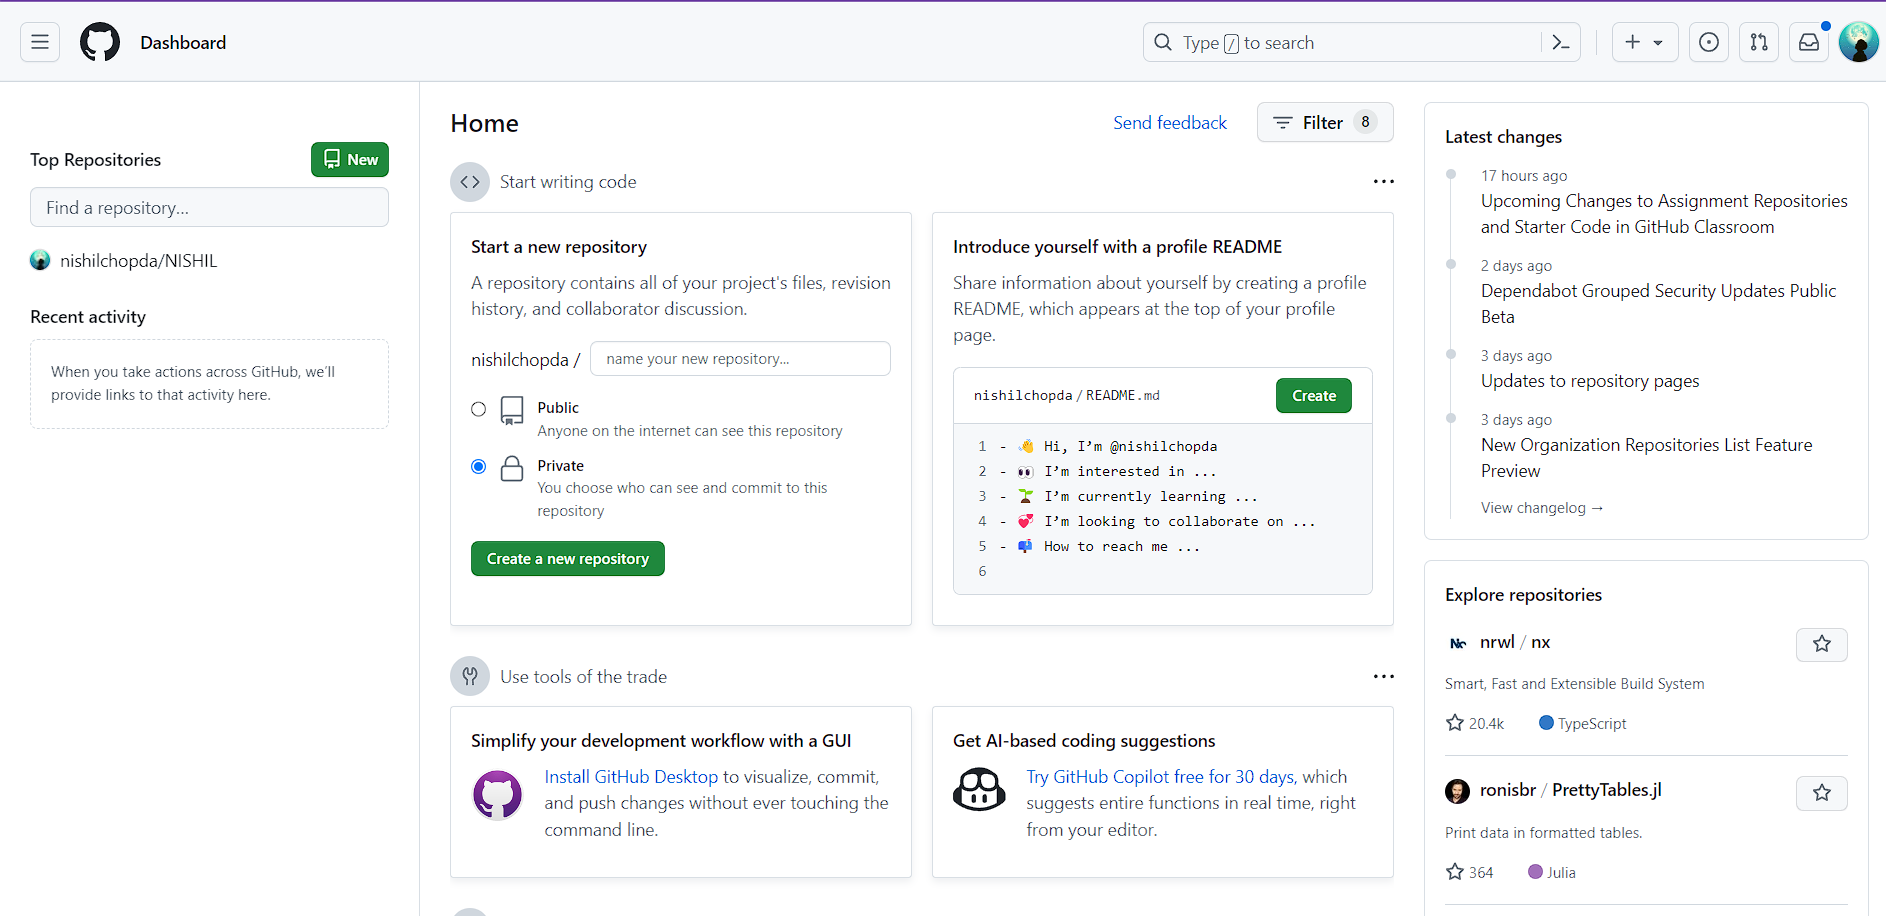 Dashboard
Type / to search
Top Repositories
New
Find a repository...
nishilchopda/NISHIL
Recent activity
When you take actions across GitHub, we'll
provide links to that activity here.
Home
Send feedback
Filter 8
Start writing code
Start a new repository
A repository contains all of your project's files, revision
history, and collaborator discussion.
nishilchopda /
name your new repository...
Public
Anyone on the internet can see this repository
Private
You choose who can see and commit to this
repository
Create a new repository
Introduce yourself with a profile README
Share information about yourself by creating a profile
README, which appears at the top of your profile
page.
nishilchopda / README.md
Create
1 - 👋 Hi, I’m @nishilchopda
2 - 👀 I’m interested in ...
3 - 🌱 I’m currently learning ...
4 - 💞️ I’m looking to collaborate on ...
5 - 📫 How to reach me ...
6
Use tools of the trade
Simplify your development workflow with a GUI
Install GitHub Desktop to visualize, commit,
and push changes without ever touching the
command line.
Get AI-based coding suggestions
Try GitHub Copilot free for 30 days, which
suggests entire functions in real time, right
from your editor.
Latest changes
17 hours ago
Upcoming Changes to Assignment Repositories
and Starter Code in GitHub Classroom
2 days ago
Dependabot Grouped Security Updates Public
Beta
3 days ago
Updates to repository pages
3 days ago
New Organization Repositories List Feature
Preview
View changelog →
Explore repositories
nrwl / nx
Smart, Fast and Extensible Build System
20.4k
TypeScript
ronisbr / PrettyTables.jl
Print data in formatted tables.
364
Julia